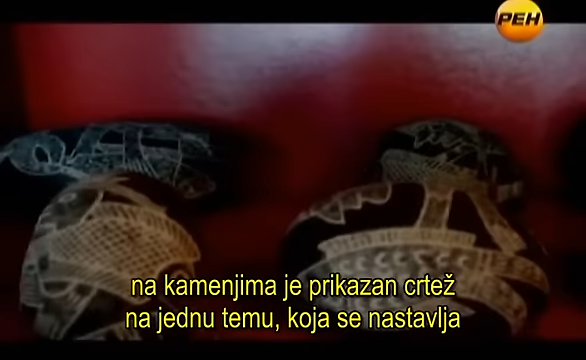 РЕН
na kamenjima je prikazan crtež
na jednu temu, koja se nastavlja